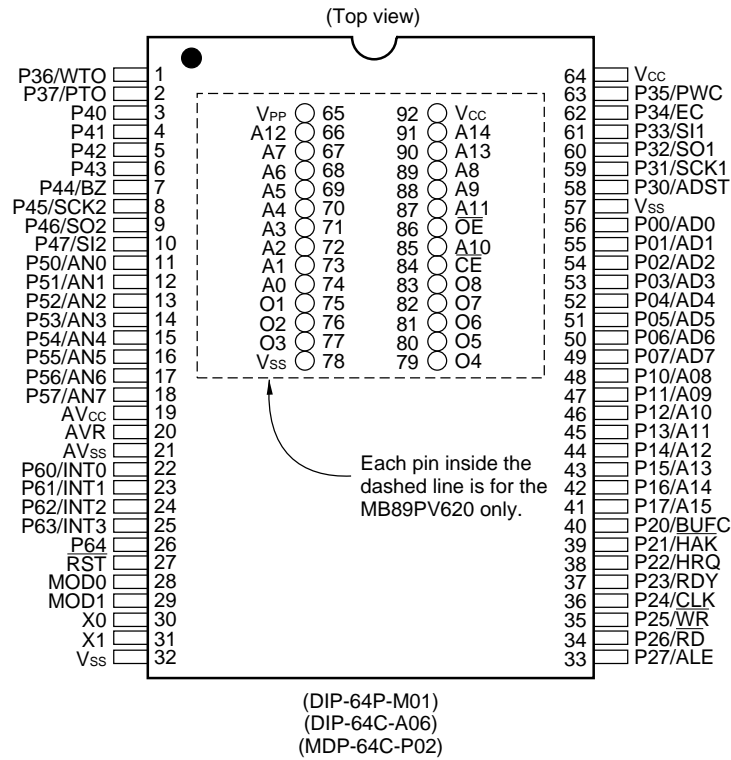 (Top view)
P36/WTO 1
P37/PTO 2
P40 3
P41 4
P42 5
P43 6
P44/BZ 7
P45/SCK2 8
P46/SO2 9
P47/SI2 10
P50/AN0 11
P51/AN1 12
P52/AN2 13
P53/AN3 14
P54/AN4 15
P55/AN5 16
P56/AN6 17
P57/AN7 18
AVCC 19
AVR 20
AVSS 21
P60/INT0 22
P61/INT1 23
P62/INT2 24
P63/INT3 25
P64 26
R̅S̅T̅ 27
MOD0 28
MOD1 29
X0 30
X1 31
VSS 32
VPP 65
A12 66
A7 67
A6 68
A5 69
A4 70
A3 71
A2 72
A1 73
A0 74
O1 75
O2 76
O3 77
VSS 78
92 VCC
91 A14
90 A13
89 A8
88 A9
87 A11
86 O̅E̅
85 A10
84 C̅E̅
83 O8
82 O7
81 O6
80 O5
79 O4
Each pin inside the
dashed line is for the
MB89PV620 only.
64 VCC
63 P35/PWC
62 P34/EC
61 P33/SI1
60 P32/SO1
59 P31/SCK1
58 P30/ADST
57 VSS
56 P00/AD0
55 P01/AD1
54 P02/AD2
53 P03/AD3
52 P04/AD4
51 P05/AD5
50 P06/AD6
49 P07/AD7
48 P10/A08
47 P11/A09
46 P12/A10
45 P13/A11
44 P14/A12
43 P15/A13
42 P16/A14
41 P17/A15
40 P20/BUFC
39 P21/H̅A̅K̅
38 P22/HRQ
37 P23/RDY
36 P24/CLK
35 P25/W̅R̅
34 P26/R̅D̅
33 P27/ALE
(DIP-64P-M01)
(DIP-64C-A06)
(MDP-64C-P02)